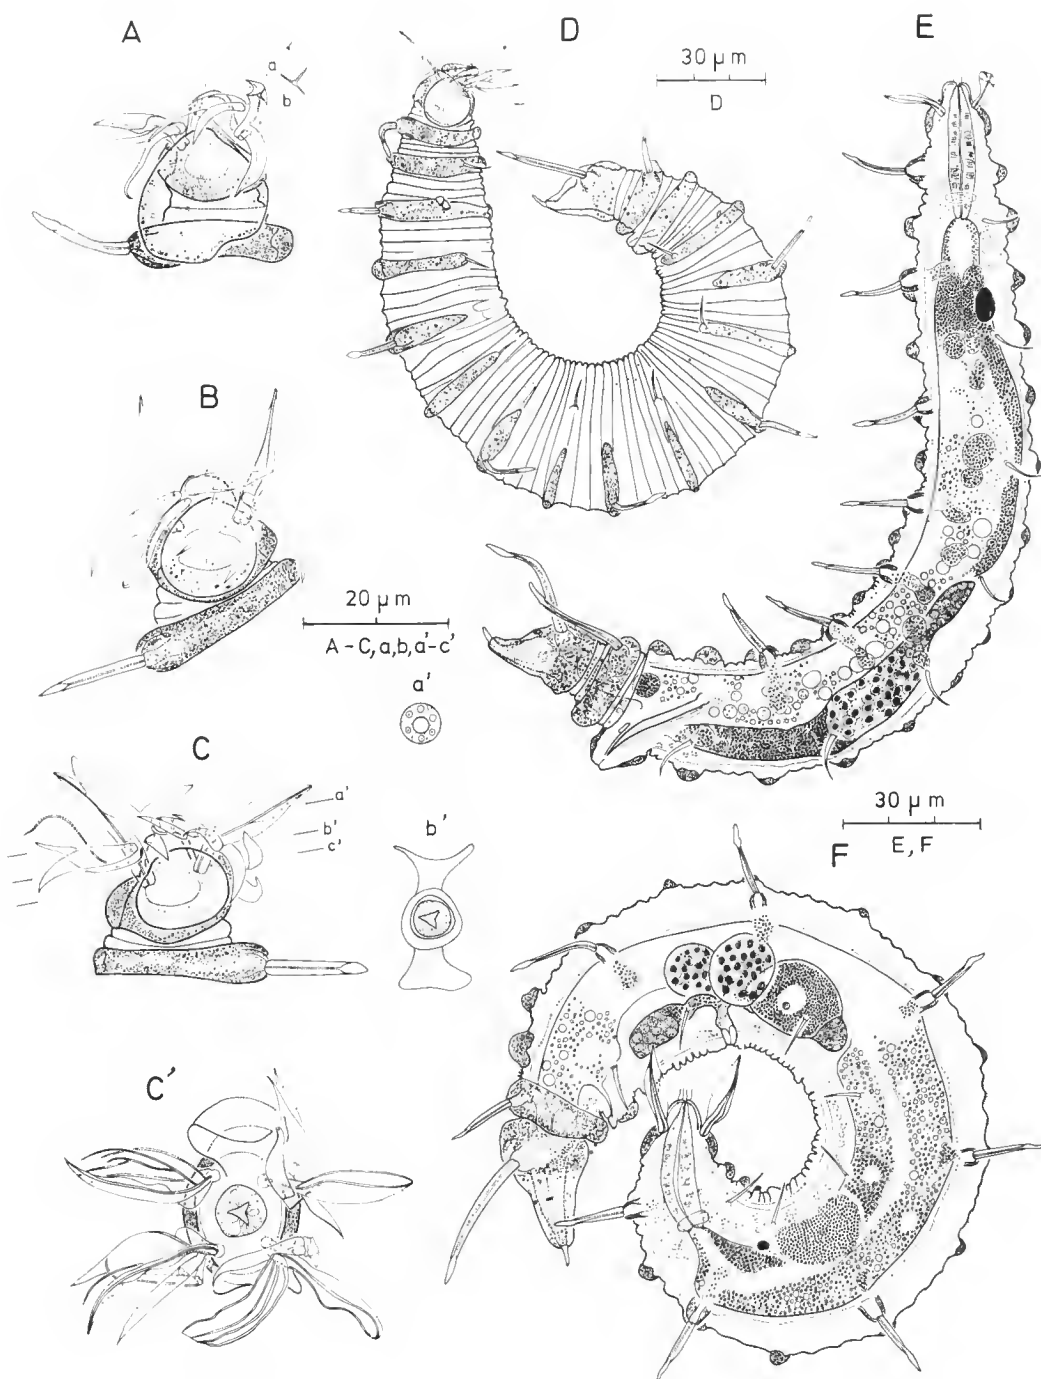 A
D
E
a
b
30 µm
D
B
20 µm
A-C, a, b, a'-c'
a'
C
a'
b'
c'
b'
30 µm
E, F
F
C'